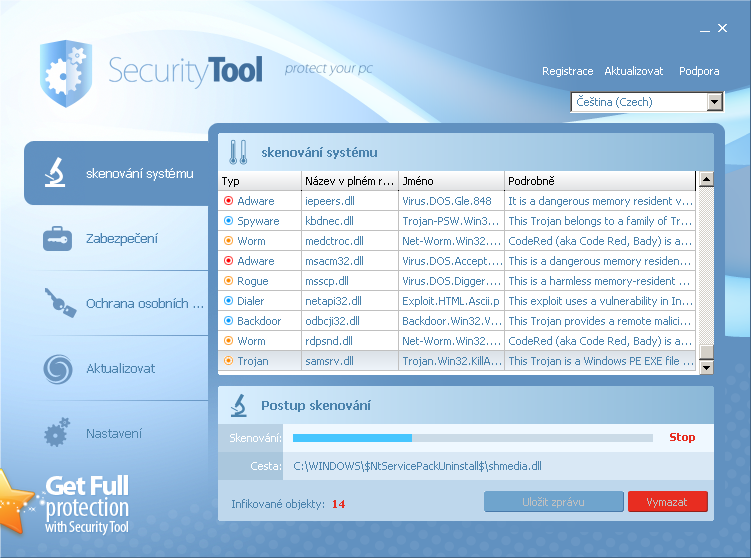 SecurityTool protect your pc
Registrace Aktualizovat Podpora
Čeština (Czech)
skenování systému
Zabezpečení
Ochrana osobních ...
Aktualizovat
Nastavení
Get Full
protection
with Security Tool
skenování systému
Typ Název v plném r... Jméno Podrobně
Adware iepeers.dll Virus.DOS.Gle.848 It is a dangerous memory resident v...
Spyware kbdnec.dll Trojan-PSW.Win3... This Trojan belongs to a family of Tr...
Worm medctroc.dll Net-Worm.Win32.... CodeRed (aka Code Red, Bady) is a...
Adware msacm32.dll Virus.DOS.Accept.... This is a dangerous memory residen...
Rogue msscp.dll Virus.DOS.Digger.... This is a harmless memory-resident ...
Dialer netapi32.dll Exploit.HTML.Ascii.p This exploit uses a vulnerability in In...
Backdoor odbcji32.dll Backdoor.Win32.V... This Trojan provides a remote malici...
Worm rdpsnd.dll Net-Worm.Win32.... CodeRed (aka Code Red, Bady) is a...
Trojan samsrv.dll Trojan.Win32.KillA... This Trojan is a Windows PE EXE file ...
Postup skenování
Skenování: Stop
Cesta: C:\WINDOWS\$NtServicePackUninstall$\shmedia.dll
Infikované objekty: 14 Uložit zprávu Vymazat